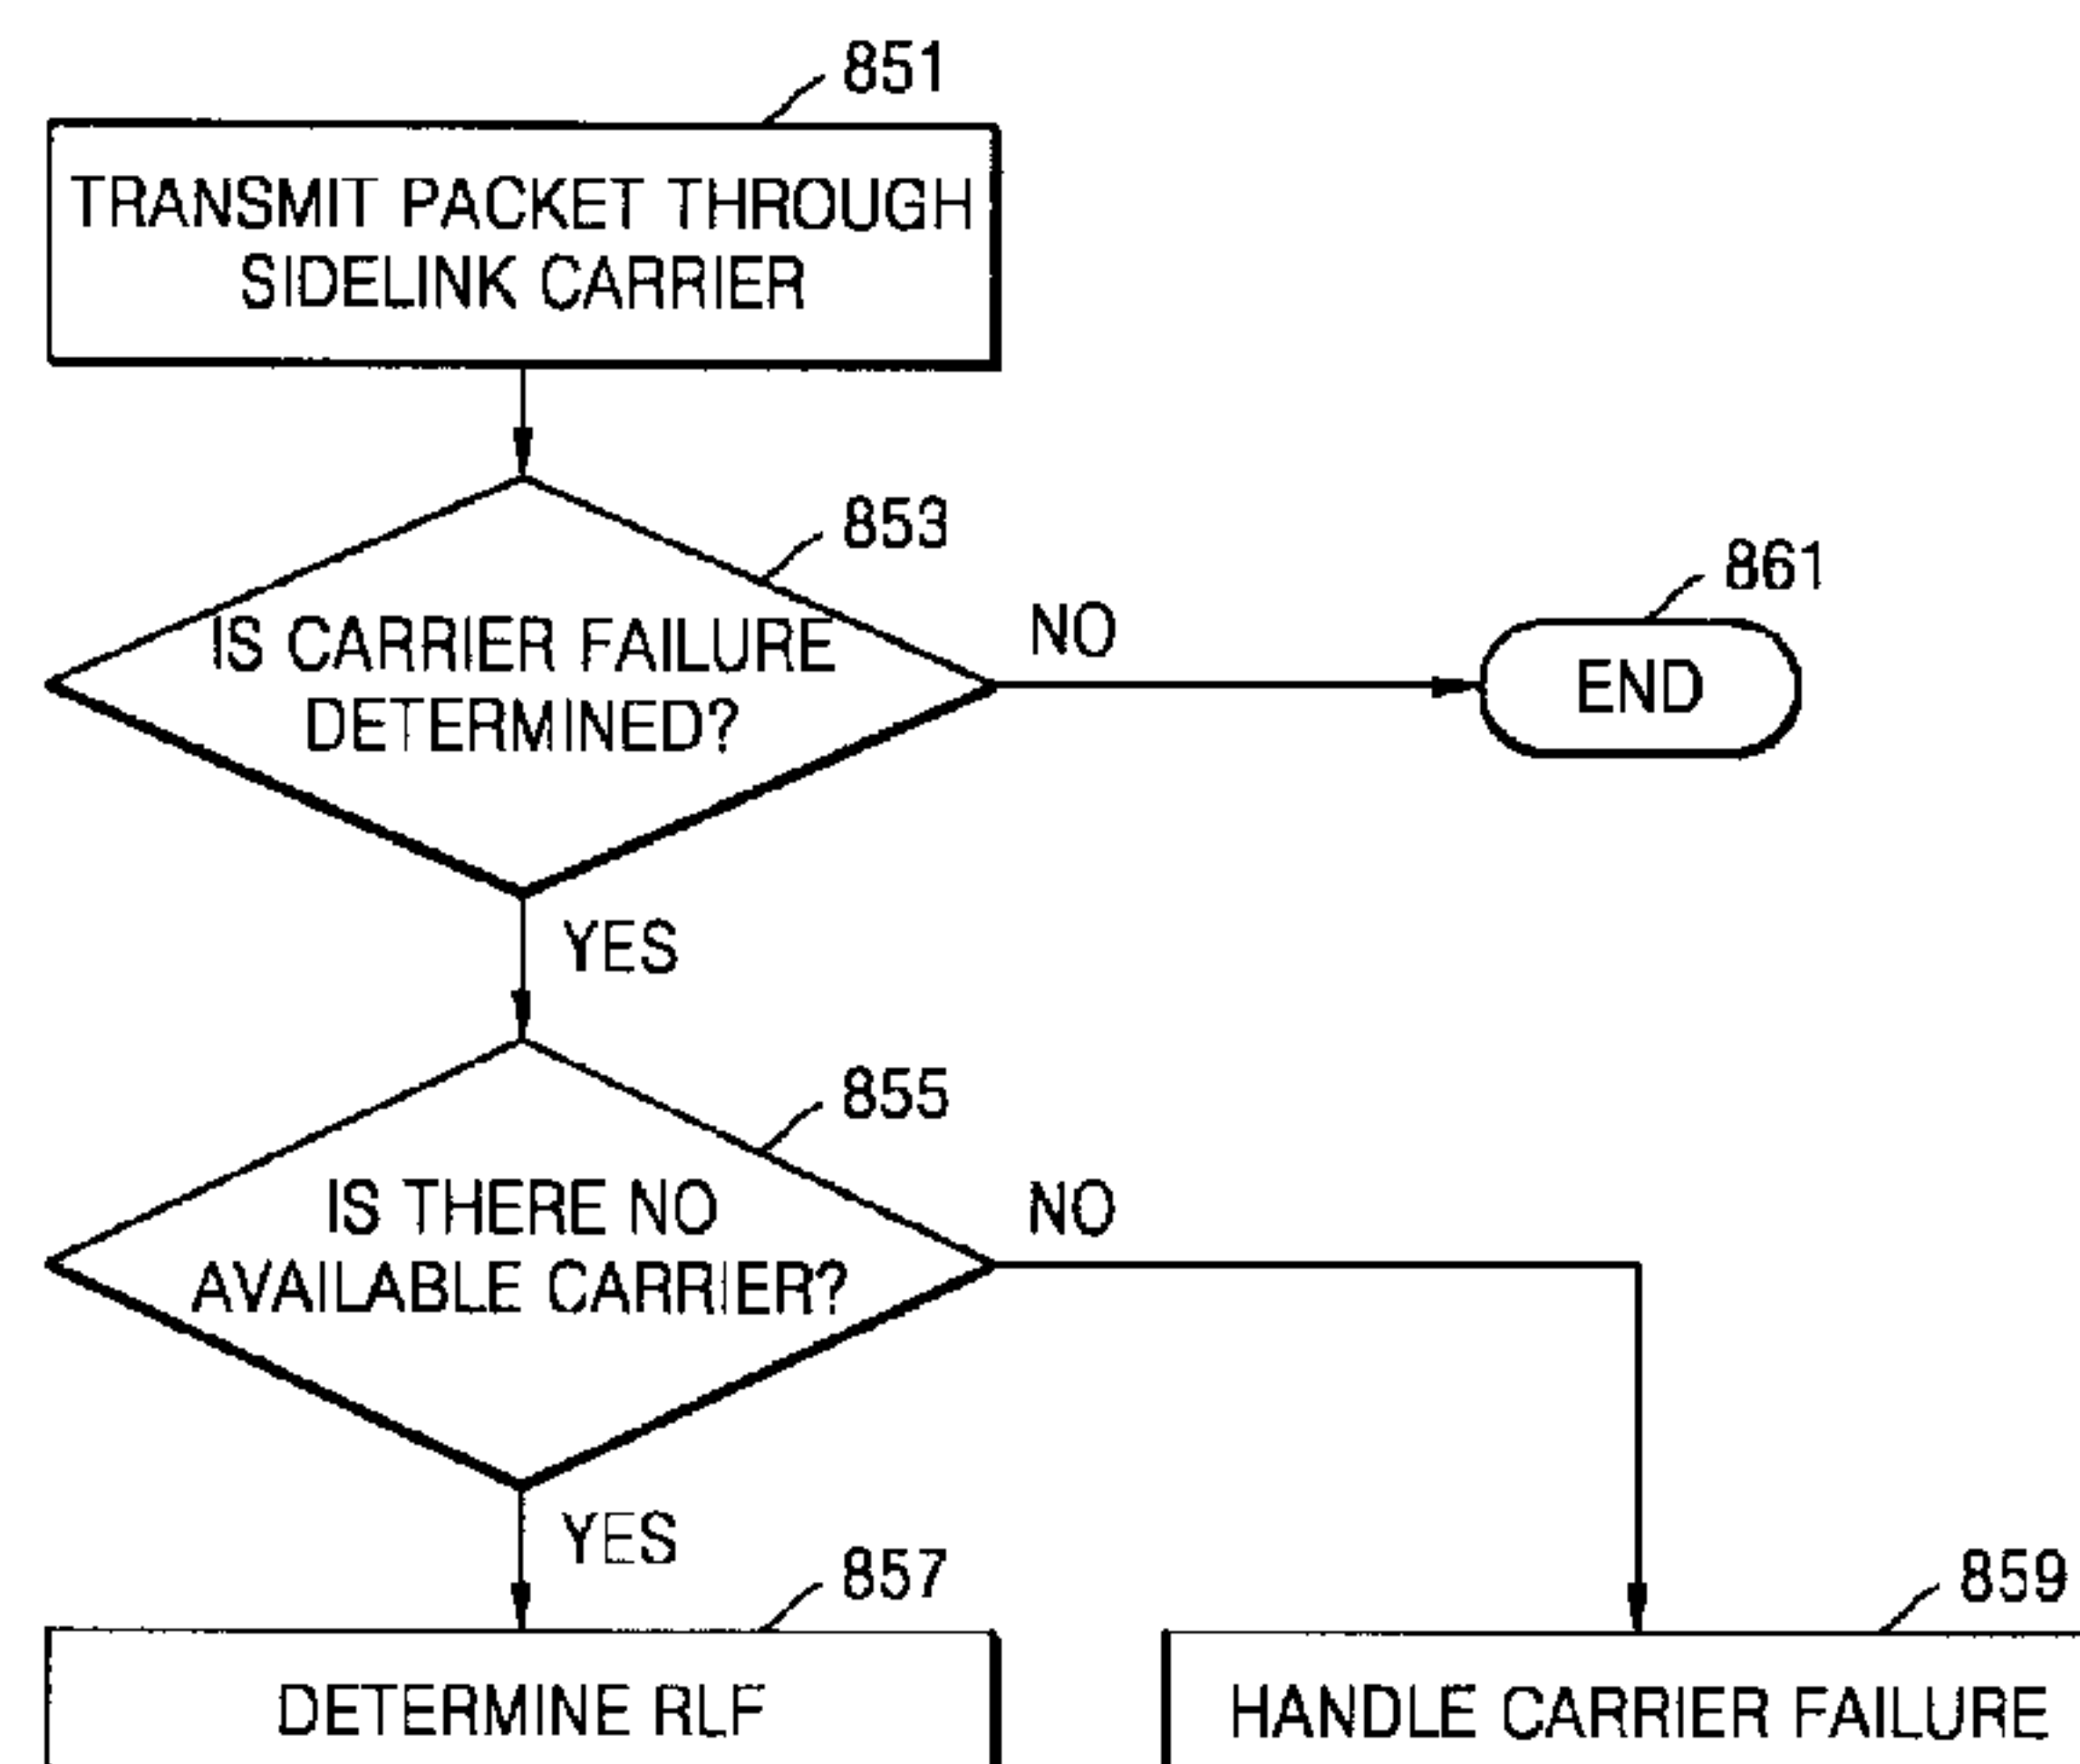 851
TRANSMIT PACKET THROUGH
SIDELINK CARRIER
853
IS CARRIER FAILURE
DETERMINED?
NO
861
END
YES
855
IS THERE NO
AVAILABLE CARRIER?
NO
YES
857
DETERMINE RLF
859
HANDLE CARRIER FAILURE